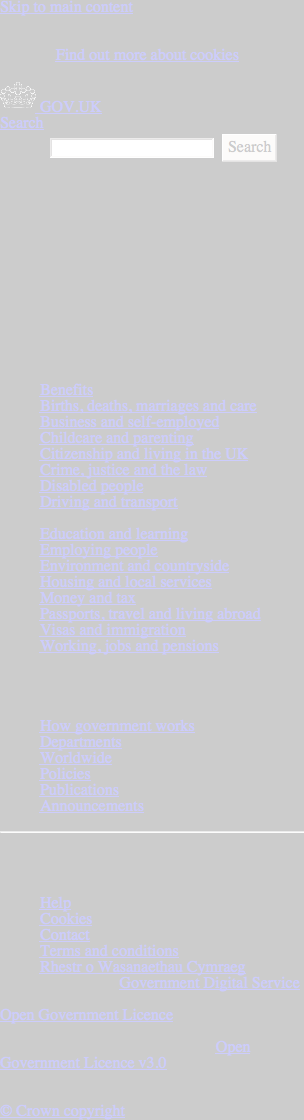 Skip to main content
Find out more about cookies
GOV.UK
Search
Search
Benefits
Births, deaths, marriages and care
Business and self-employed
Childcare and parenting
Citizenship and living in the UK
Crime, justice and the law
Disabled people
Driving and transport
Education and learning
Employing people
Environment and countryside
Housing and local services
Money and tax
Passports, travel and living abroad
Visas and immigration
Working, jobs and pensions
How government works
Departments
Worldwide
Policies
Publications
Announcements
Help
Cookies
Contact
Terms and conditions
Rhestr o Wasanaethau Cymraeg
Government Digital Service
Open Government Licence
Open
Government Licence v3.0
© Crown copyright